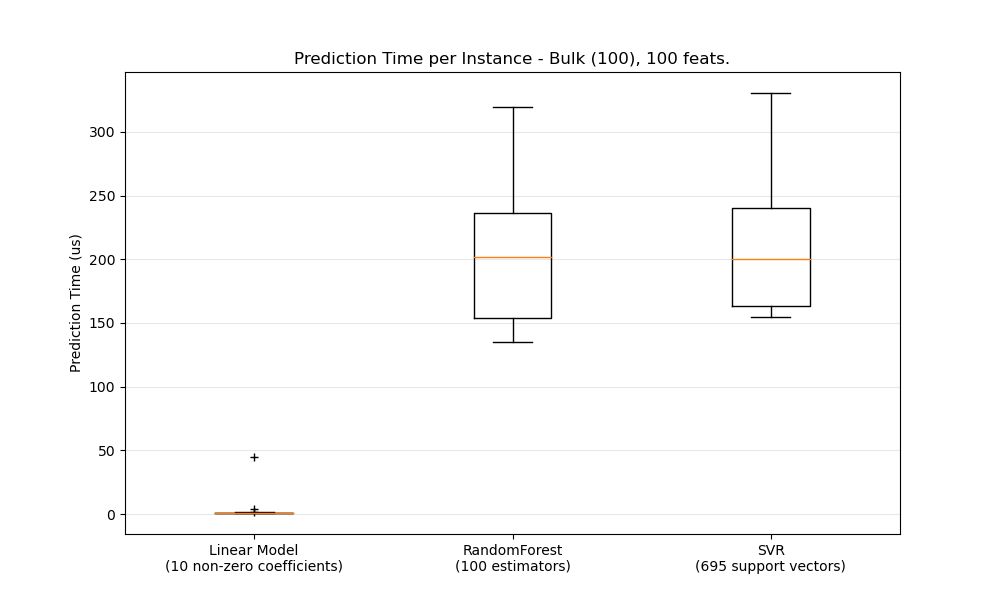 Prediction Time per Instance - Bulk (100), 100 feats.
Prediction Time (us)
300
250
200
150
100
50
0
Linear Model
(10 non-zero coefficients)
RandomForest
(100 estimators)
SVR
(695 support vectors)